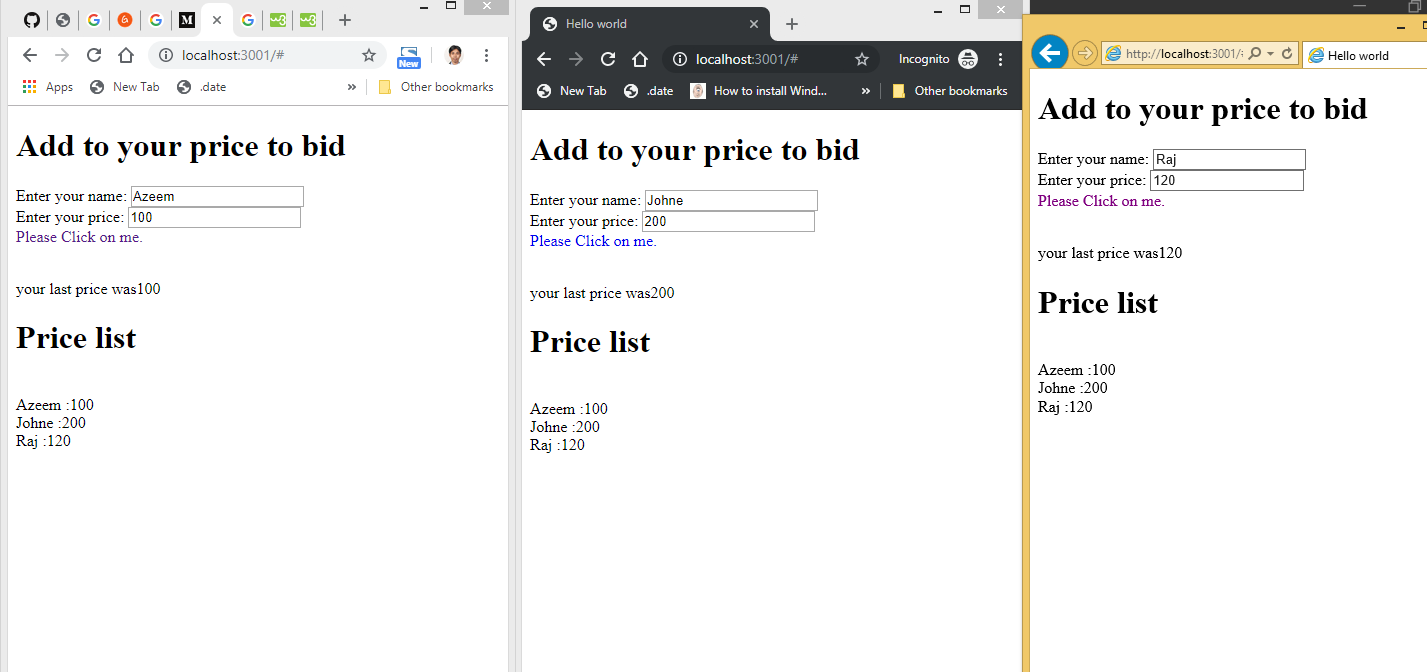 localhost:3001/#
New
Apps
New Tab
.date
»
Other bookmarks
Add to your price to bid
Enter your name: Azeem
Enter your price: 100
Please Click on me.
your last price was100
Price list
Azeem :100
Johne :200
Raj :120
Hello world
localhost:3001/#
Incognito
New Tab
.date
How to install Wind...
»
Other bookmarks
Add to your price to bid
Enter your name: Johne
Enter your price: 200
Please Click on me.
your last price was200
Price list
Azeem :100
Johne :200
Raj :120
http://localhost:3001/
Hello world
Add to your price to bid
Enter your name: Raj
Enter your price: 120
Please Click on me.
your last price was120
Price list
Azeem :100
Johne :200
Raj :120